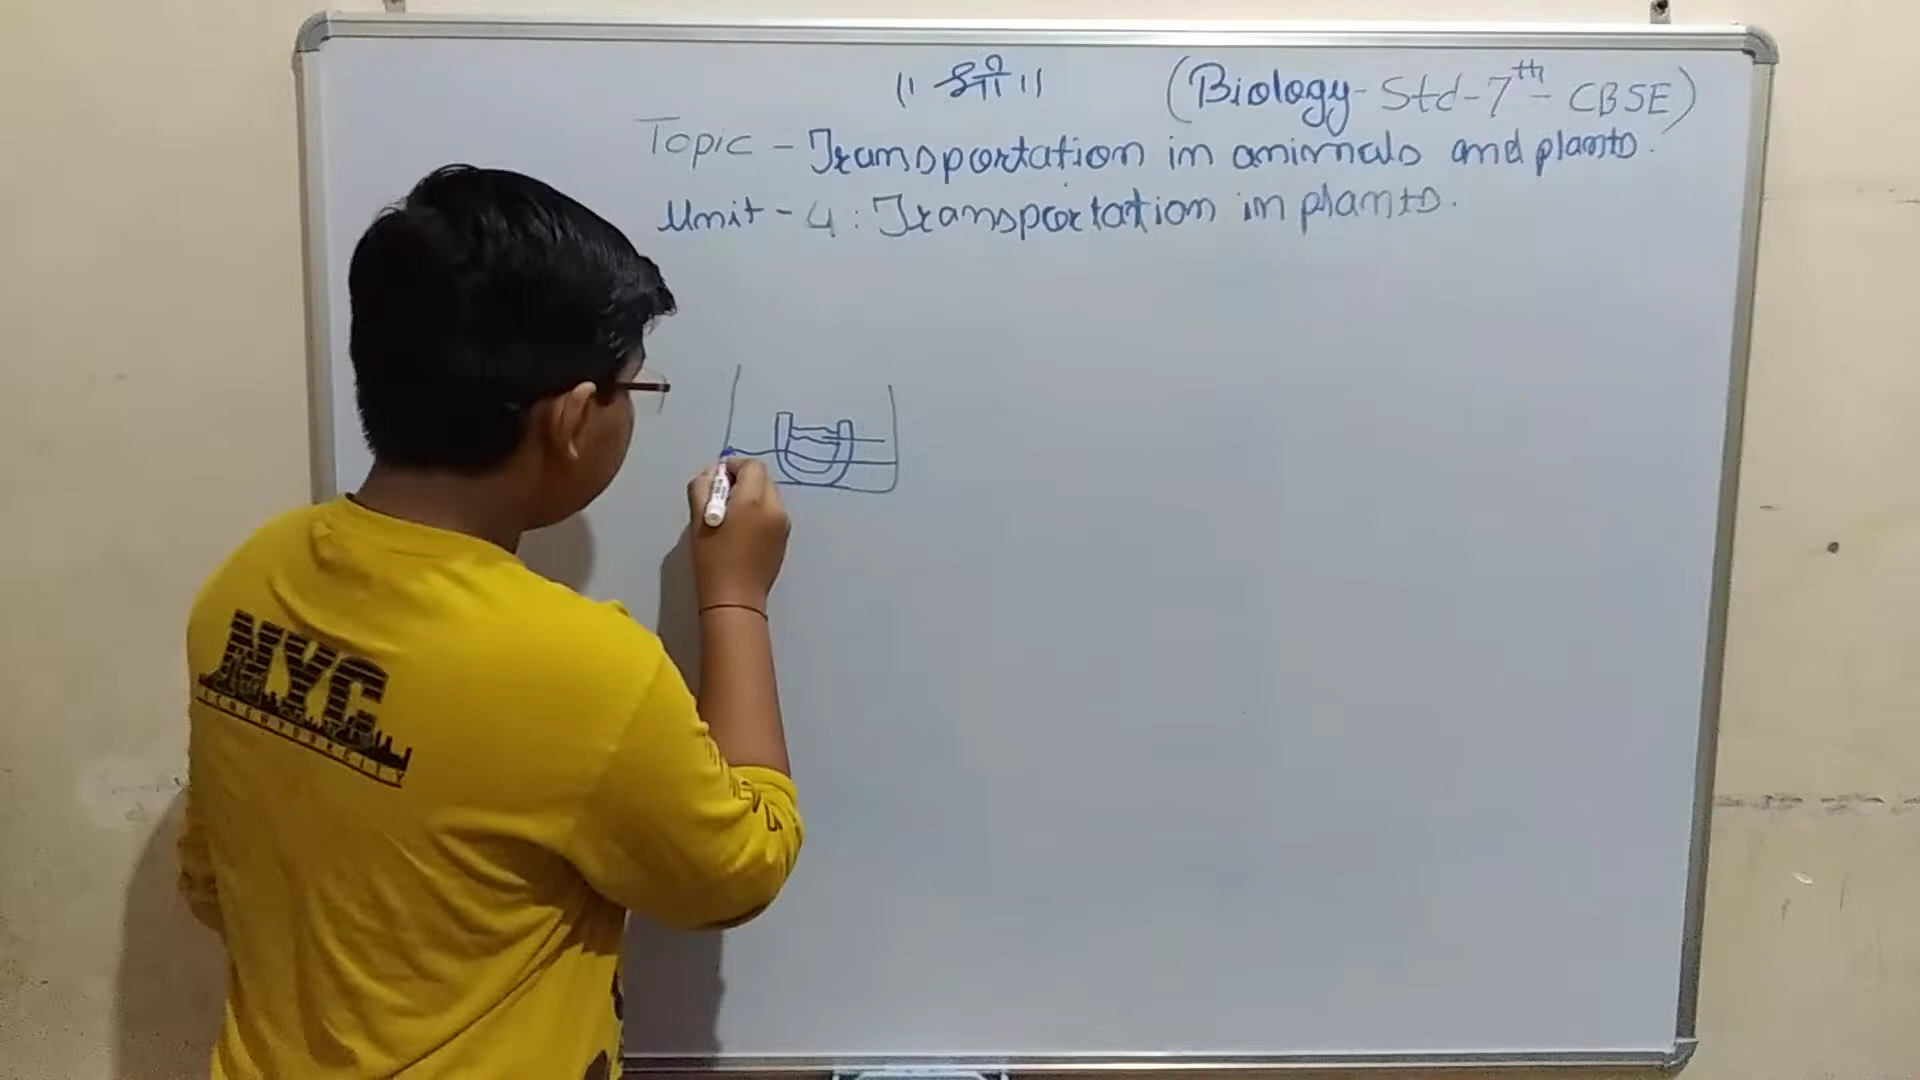 ॥ श्री ॥
(Biology- Std-7th- CBSE)
Topic - Transportation in animals and plants.
Unit - 4 : Transportation in plants.
NYC